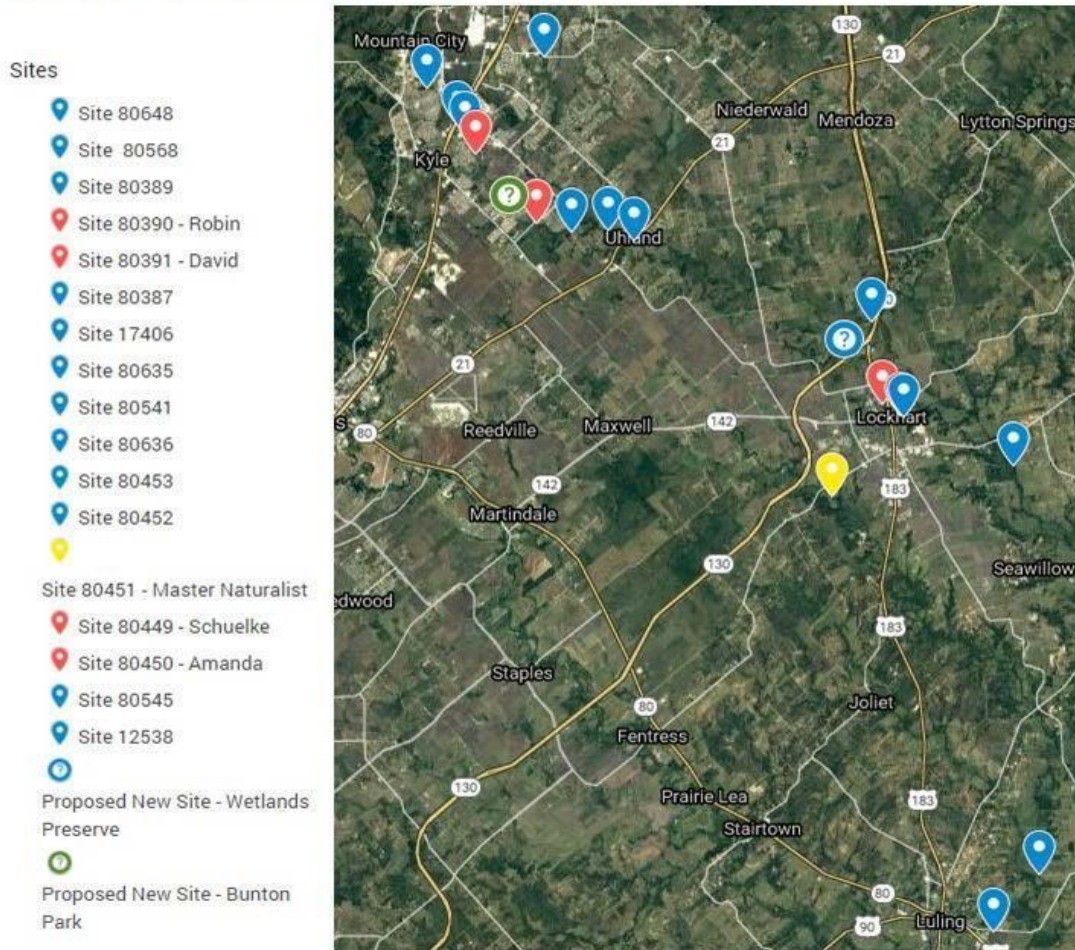 Sites
Site 80648
Site 80568
Site 80389
Site 80390 - Robin
Site 80391 - David
Site 80387
Site 17406
Site 80635
Site 80541
Site 80636
Site 80453
Site 80452
Site 80451 - Master Naturalist
Site 80449 - Schuelke
Site 80450 - Amanda
Site 80545
Site 12538
?
Proposed New Site - Wetlands
Preserve
?
Proposed New Site - Bunton
Park
130
Mountain City
21
Niederwald
Mendoza
Lytton Springs
21
Kyle
?
Uhland
?
21
Lockhart
142
Maxwell
Reedville
S
80
142
183
Martindale
130
Seawillow
edwood
183
Staples
Joliet
80
Fentress
130
Prairie Lea
183
Stairtown
80
Luling
90